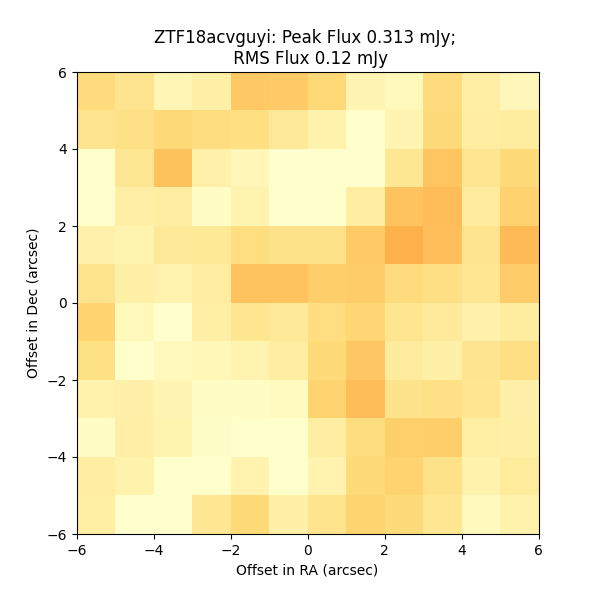 ZTF18acvguyi: Peak Flux 0.313 mJy;
RMS Flux 0.12 mJy
6
4
2
0
−2
−4
−6
Offset in Dec (arcsec)
−6 −4 −2 0 2 4 6
Offset in RA (arcsec)